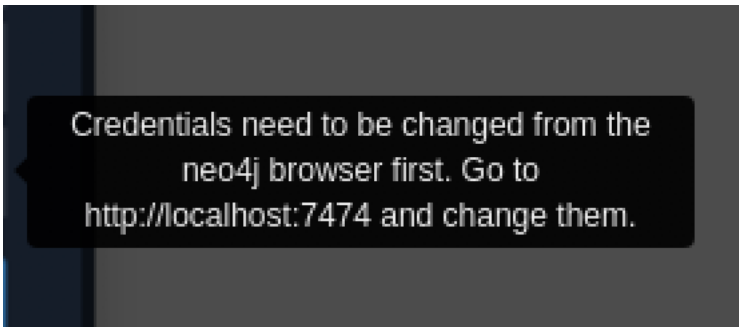 Credentials need to be changed from the
neo4j browser first. Go to
http://localhost:7474 and change them.